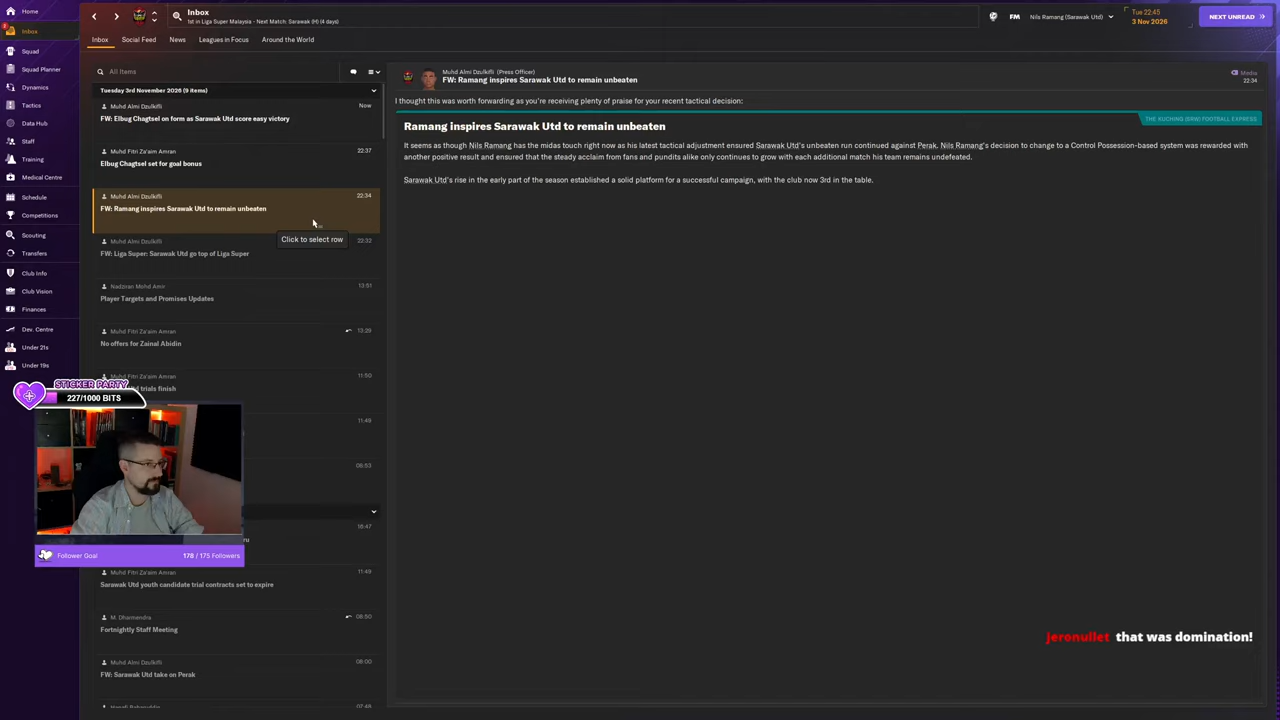 Home
Inbox
1st in Liga Super Malaysia - Next Match: Sarawak (H) (4 days)
FM
Nils Ramang (Sarawak Utd)
Tue 22:45
3 Nov 2026
NEXT UNREAD
2
Inbox
Squad
Squad Planner
Dynamics
Tactics
Data Hub
Staff
Training
Medical Centre
Schedule
Competitions
Scouting
Transfers
Club Info
Club Vision
Finances
Dev. Centre
Under 21s
Under 19s
Inbox
Social Feed
News
Leagues in Focus
Around the World
All Items
Tuesday 3rd November 2026 (9 items)
Muhd Almi Dzulkifli
Now
FW: Elbug Chagtsel on form as Sarawak Utd score easy victory
Muhd Fitri Za'aim Amran
22:37
Elbug Chagtsel set for goal bonus
Muhd Almi Dzulkifli
22:34
FW: Ramang inspires Sarawak Utd to remain unbeaten
Click to select row
Muhd Almi Dzulkifli
22:32
FW: Liga Super: Sarawak Utd go top of Liga Super
Nadzran Mohd Amir
13:51
Player Targets and Promises Updates
Muhd Fitri Za'aim Amran
13:29
No offers for Zainal Abidin
Muhd Fitri Za'aim Amran
11:50
trials finish
11:49
08:53
16:47
Muhd Fitri Za'aim Amran
11:49
Sarawak Utd youth candidate trial contracts set to expire
M. Dharmendra
08:50
Fortnightly Staff Meeting
Muhd Almi Dzulkifli
08:00
FW: Sarawak Utd take on Perak
Muhd Almi Dzulkifli (Press Officer)
FW: Ramang inspires Sarawak Utd to remain unbeaten
Media
22:34
I thought this was worth forwarding as you're receiving plenty of praise for your recent tactical decision:
THE KUCHING (SRW) FOOTBALL EXPRESS
Ramang inspires Sarawak Utd to remain unbeaten
It seems as though Nils Ramang has the midas touch right now as his latest tactical adjustment ensured Sarawak Utd's unbeaten run continued against Perak. Nils Ramang's decision to change to a Control Possession-based system was rewarded
with another positive result and ensured that the steady acclaim from fans and pundits alike only continues to grow with each additional match his team remains undefeated.
Sarawak Utd's rise in the early part of the season established a solid platform for a successful campaign, with the club now 3rd in the table.
STICKER PARTY
227/1000 BITS
Follower Goal
178 / 175 Followers
jeronullet that was domination!